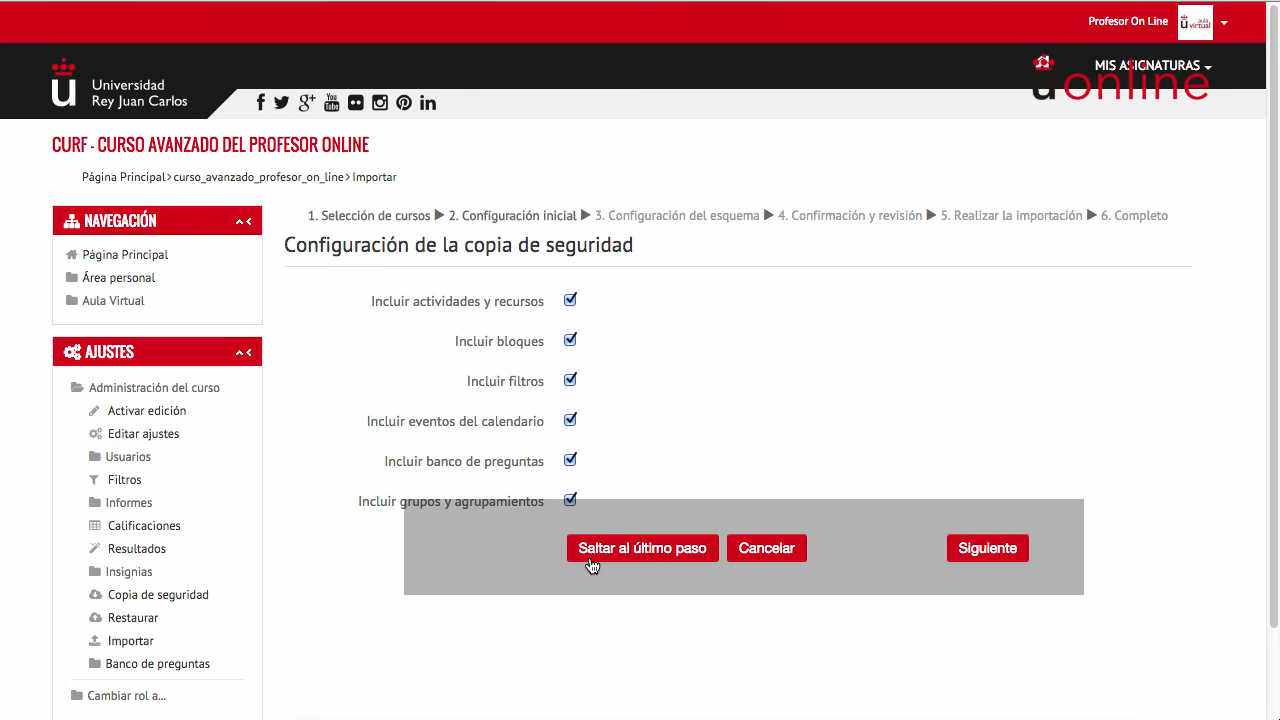 Profesor On Line
aula virtual
MIS ASIGNATURAS
u online
Universidad
Rey Juan Carlos
CURF - CURSO AVANZADO DEL PROFESOR ONLINE
Página Principal > curso_avanzado_profesor_on_line > Importar
NAVEGACIÓN
Página Principal
Área personal
Aula Virtual
AJUSTES
Administración del curso
Activar edición
Editar ajustes
Usuarios
Filtros
Informes
Calificaciones
Resultados
Insignias
Copia de seguridad
Restaurar
Importar
Banco de preguntas
Cambiar rol a...
1. Selección de cursos ▶ 2. Configuración inicial ▶ 3. Configuración del esquema ▶ 4. Confirmación y revisión ▶ 5. Realizar la importación ▶ 6. Completo
Configuración de la copia de seguridad
Incluir actividades y recursos
Incluir bloques
Incluir filtros
Incluir eventos del calendario
Incluir banco de preguntas
Incluir grupos y agrupamientos
Saltar al último paso Cancelar Siguiente